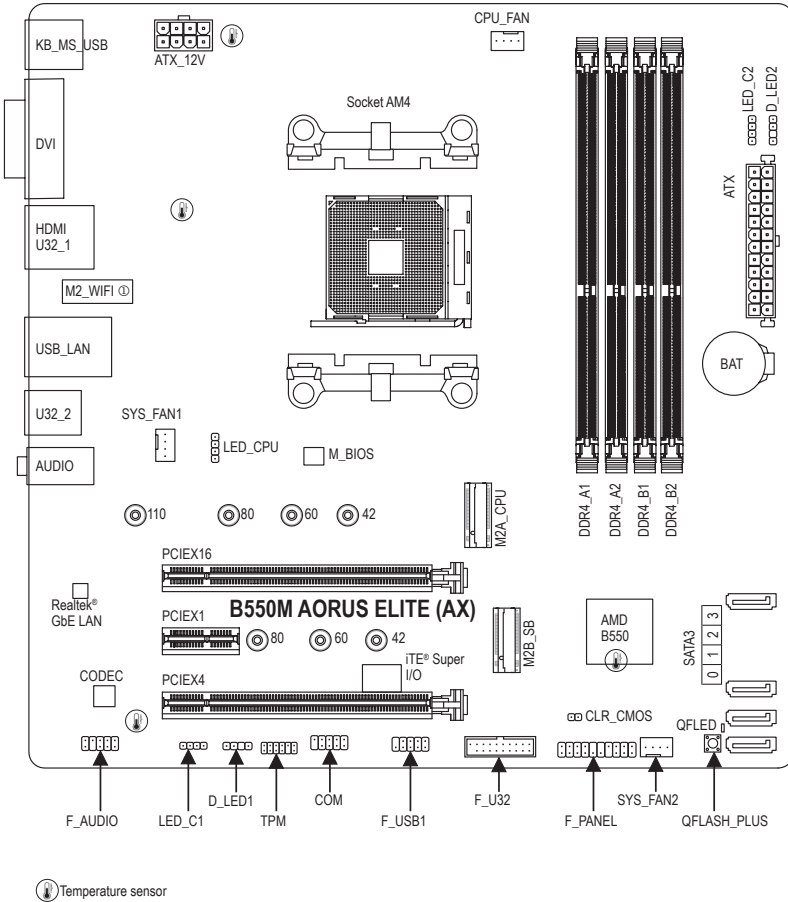 KB_MS_USB
ATX_12V
CPU_FAN
Socket AM4
LED_C2
D_LED2
DVI
ATX
HDMI
U32_1
M2_WIFI ①
USB_LAN
BAT
U32_2
SYS_FAN1
LED_CPU
M_BIOS
AUDIO
DDR4_A1
DDR4_A2
DDR4_B1
DDR4_B2
110
80
60
42
M2A_CPU
PCIEX16
Realtek®
GbE LAN
B550M AORUS ELITE (AX)
PCIEX1
80
60
42
M2B_SB
AMD
B550
SATA3
3
2
1
0
iTE® Super
I/O
CODEC
PCIEX4
CLR_CMOS
QFLED
F_AUDIO
LED_C1
D_LED1
TPM
COM
F_USB1
F_U32
F_PANEL
SYS_FAN2
QFLASH_PLUS
Temperature sensor